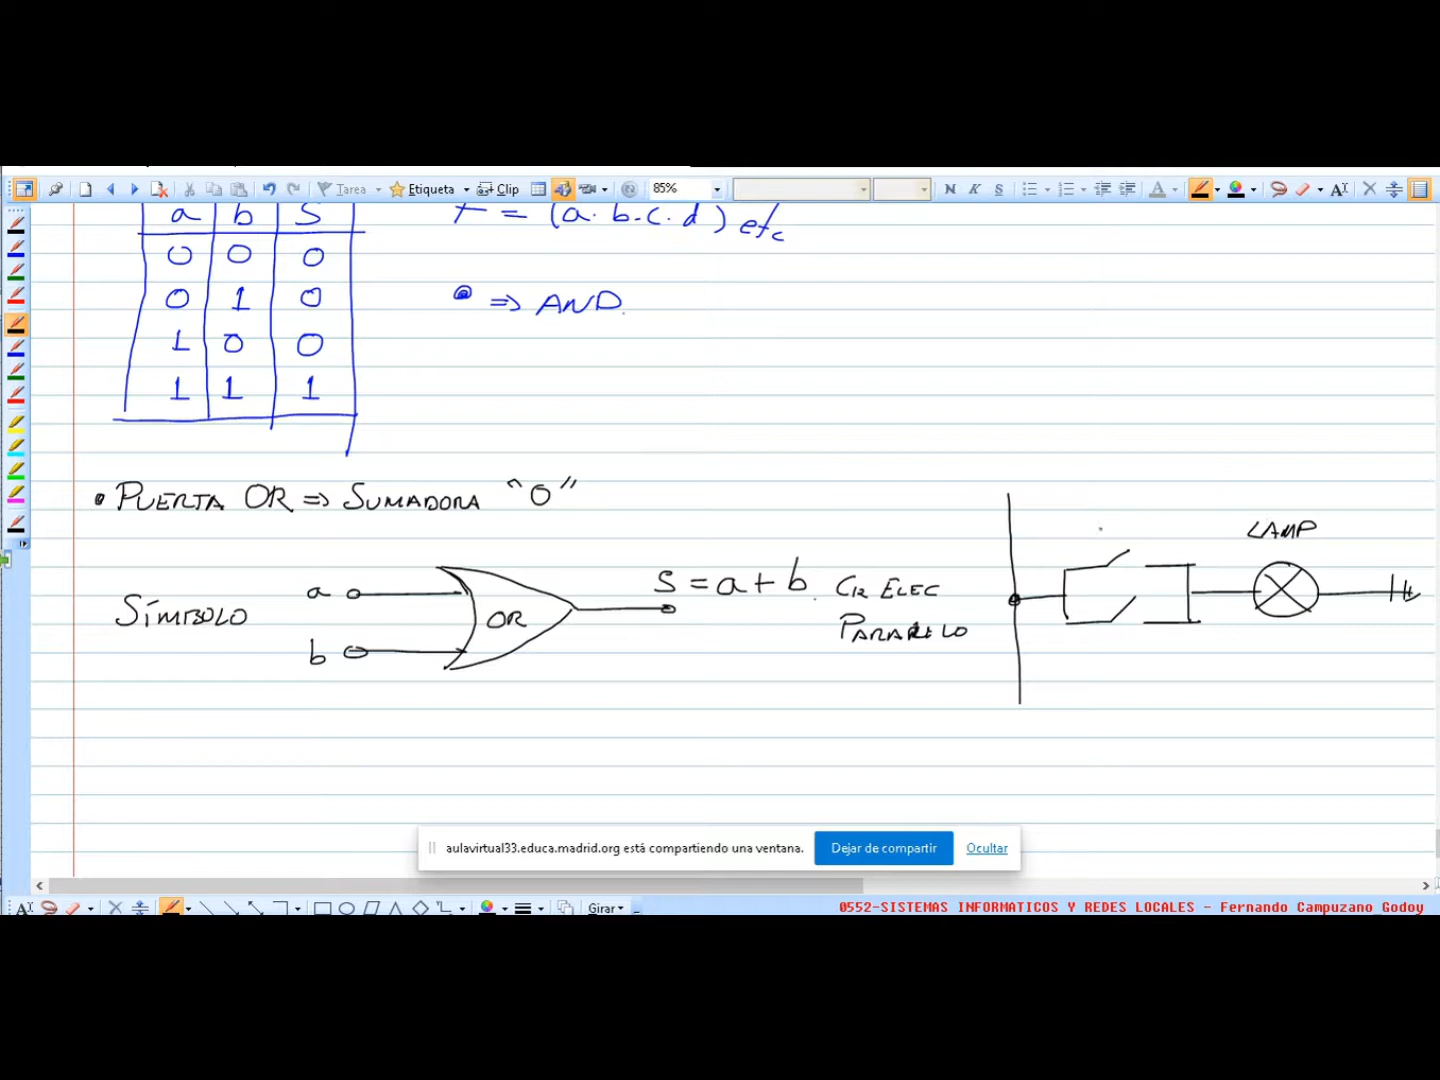 Tarea Etiqueta Clip 85% N K S A
a b S
0 0 0
0 1 0
1 0 0
1 1 1
F = (a. b.c.d) etc
• => AND.
• PUERTA OR => SUMADORA "O"
SÍMBOLO
a
b
OR
S = a + b.
CIR ELEC
PARARELO
LAMP
aulavirtual33.educa.madrid.org está compartiendo una ventana. Dejar de compartir Ocultar
Girar
0552-SISTEMAS INFORMATICOS Y REDES LOCALES - Fernando Campuzano Godoy